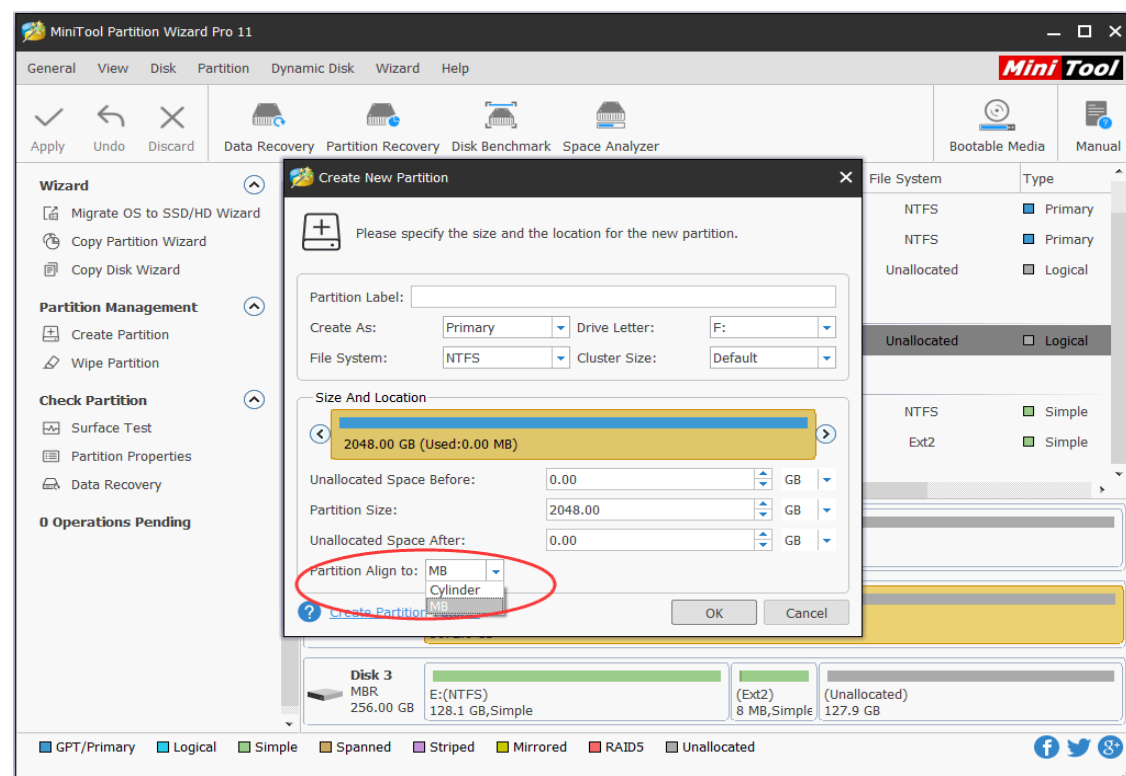 MiniTool Partition Wizard Pro 11
General View Disk Partition Dynamic Disk Wizard Help
Mini Tool
Apply Undo Discard Data Recovery Partition Recovery Disk Benchmark Space Analyzer Bootable Media Manual
Wizard
Migrate OS to SSD/HD Wizard
Copy Partition Wizard
Copy Disk Wizard
Partition Management
Create Partition
Wipe Partition
Check Partition
Surface Test
Partition Properties
Data Recovery
0 Operations Pending
Create New Partition
Please specify the size and the location for the new partition.
Partition Label:
Create As: Primary Drive Letter: F:
File System: NTFS Cluster Size: Default
Size And Location
2048.00 GB (Used:0.00 MB)
Unallocated Space Before: 0.00 GB
Partition Size: 2048.00 GB
Unallocated Space After: 0.00 GB
Partition Align to: MB
Cylinder
MB
Create Partition
OK Cancel
File System Type
NTFS Primary
NTFS Primary
Unallocated Logical
Unallocated Logical
NTFS Simple
Ext2 Simple
Disk 3
MBR
256.00 GB
E:(NTFS)
128.1 GB,Simple
(Ext2)
8 MB,Simple
(Unallocated)
127.9 GB
GPT/Primary Logical Simple Spanned Striped Mirrored RAID5 Unallocated